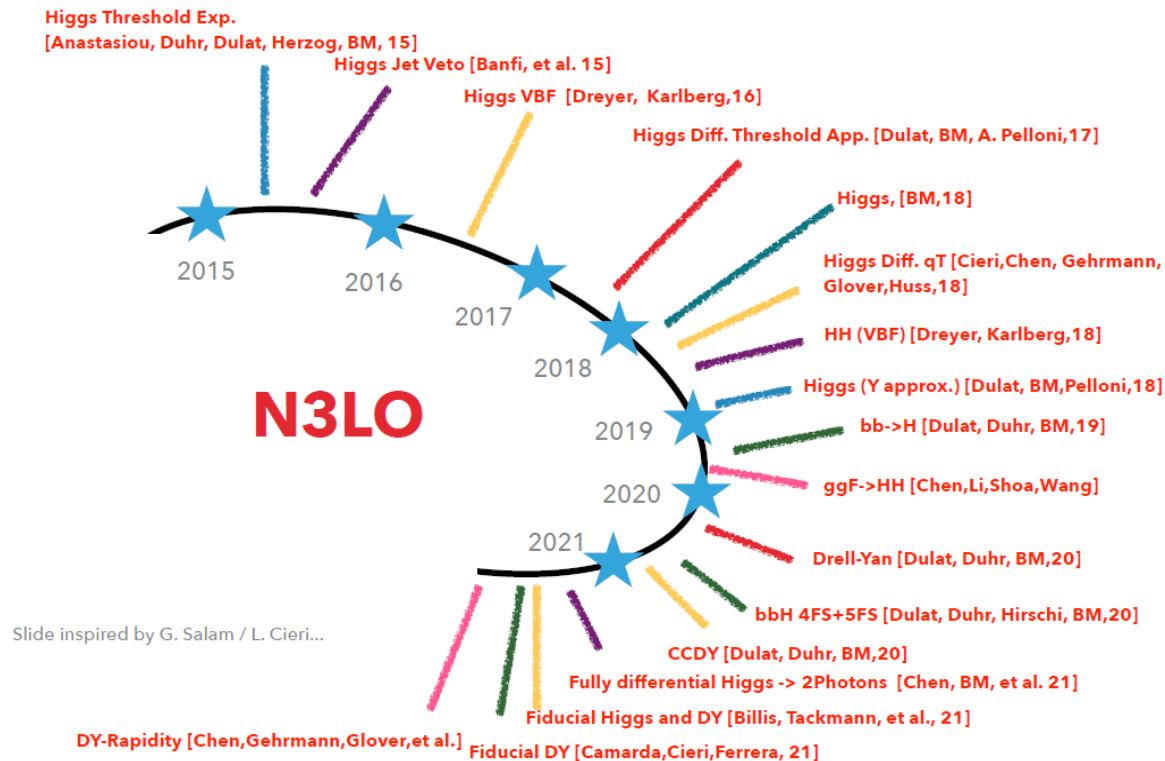 Higgs Threshold Exp.
[Anastasiou, Duhr, Dulat, Herzog, BM, 15]
Higgs Jet Veto [Banfi, et al. 15]
Higgs VBF [Dreyer, Karlberg,16]
Higgs Diff. Threshold App. [Dulat, BM, A. Pelloni,17]
Higgs, [BM,18]
Higgs Diff. qT [Cieri,Chen, Gehrmann,
Glover,Huss,18]
HH (VBF) [Dreyer, Karlberg,18]
Higgs (Y approx.) [Dulat, BM,Pelloni,18]
bb->H [Dulat, Duhr, BM,19]
ggF->HH [Chen,Li,Shoa,Wang]
Drell-Yan [Dulat, Duhr, BM,20]
bbH 4FS+5FS [Dulat, Duhr, Hirschi, BM,20]
CCDY [Dulat, Duhr, BM,20]
Fully differential Higgs -> 2Photons [Chen, BM, et al. 21]
Fiducial Higgs and DY [Billis, Tackmann, et al., 21]
DY-Rapidity [Chen,Gehrmann,Glover,et al.]
Fiducial DY [Camarda,Cieri,Ferrera, 21]
2015
2016
2017
2018
2019
2020
2021
N3LO
Slide inspired by G. Salam / L. Cieri...